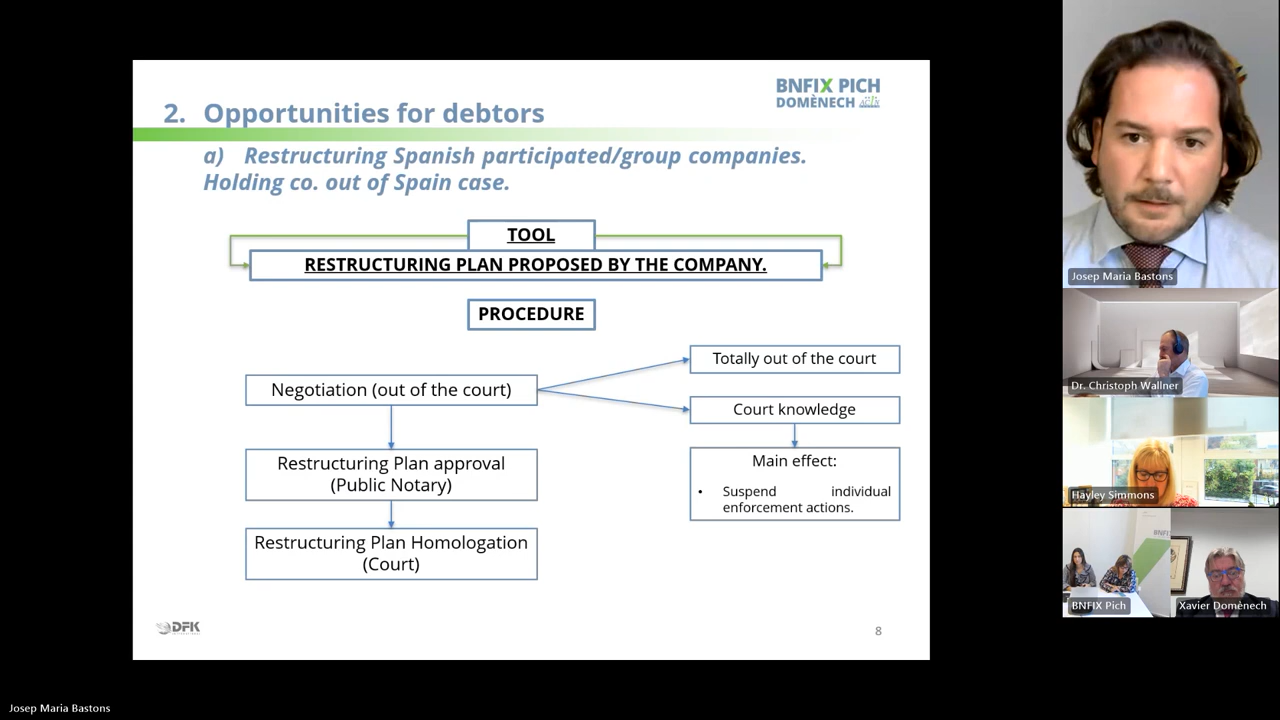 2. Opportunities for debtors
BNFIX PICH
DOMÈNECH
a) Restructuring Spanish participated/group companies.
Holding co. out of Spain case.
TOOL
RESTRUCTURING PLAN PROPOSED BY THE COMPANY.
PROCEDURE
Negotiation (out of the court)
Totally out of the court
Court knowledge
Main effect:
• Suspend individual
enforcement actions.
Restructuring Plan approval
(Public Notary)
Restructuring Plan Homologation
(Court)
DFK
8
Josep Maria Bastons
Dr. Christoph Wallner
Hayley Simmons
BNFIX Pich
Xavier Domènech
Josep Maria Bastons